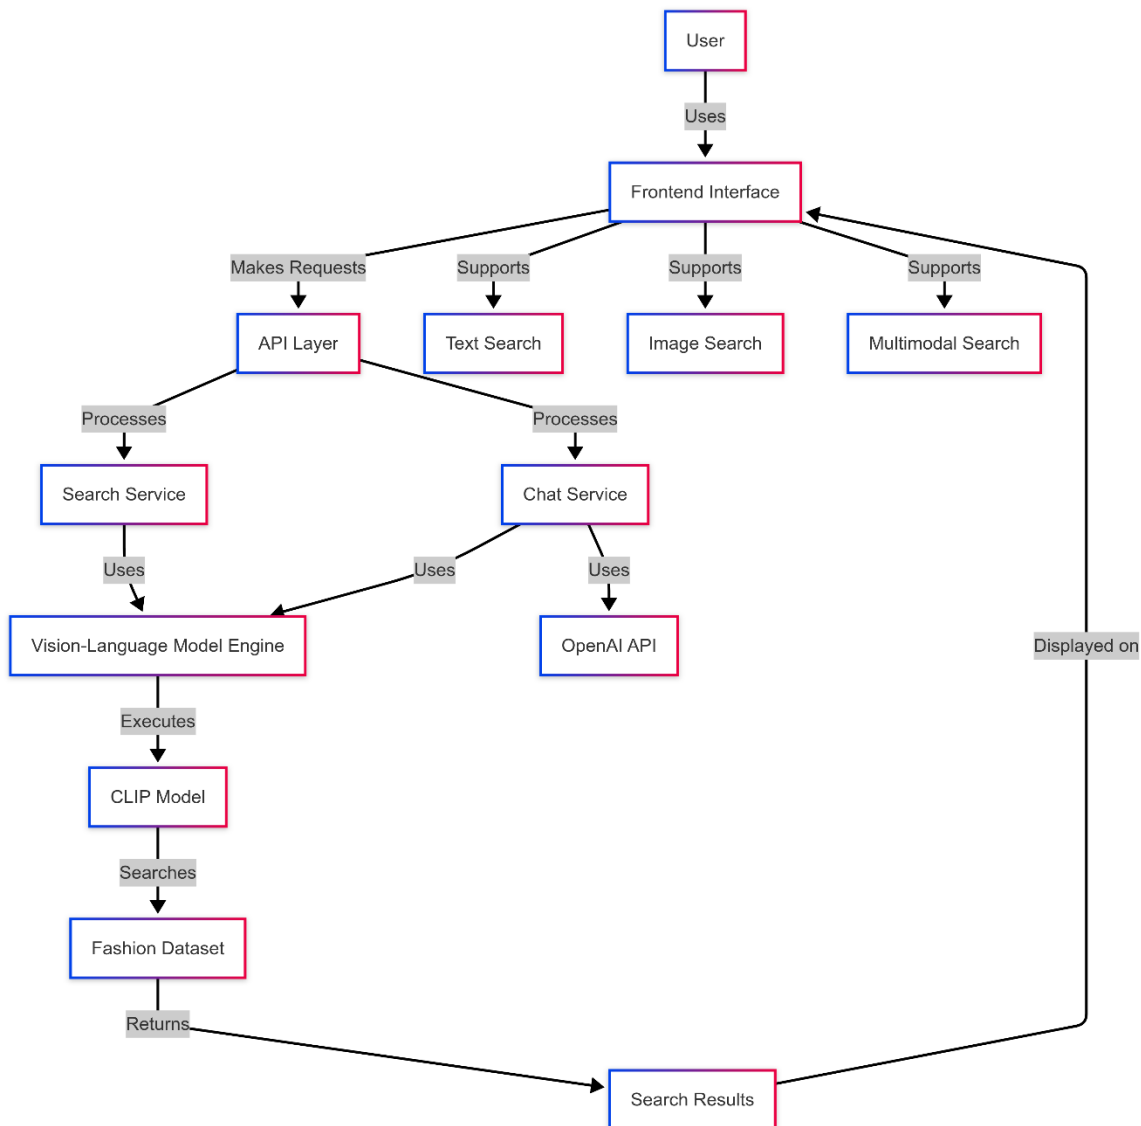 User
Uses
Frontend Interface
Makes Requests
Supports
Supports
Supports
API Layer
Text Search
Image Search
Multimodal Search
Processes
Processes
Search Service
Chat Service
Uses
Uses
Uses
Vision-Language Model Engine
OpenAI API
Displayed on
Executes
CLIP Model
Searches
Fashion Dataset
Returns
Search Results